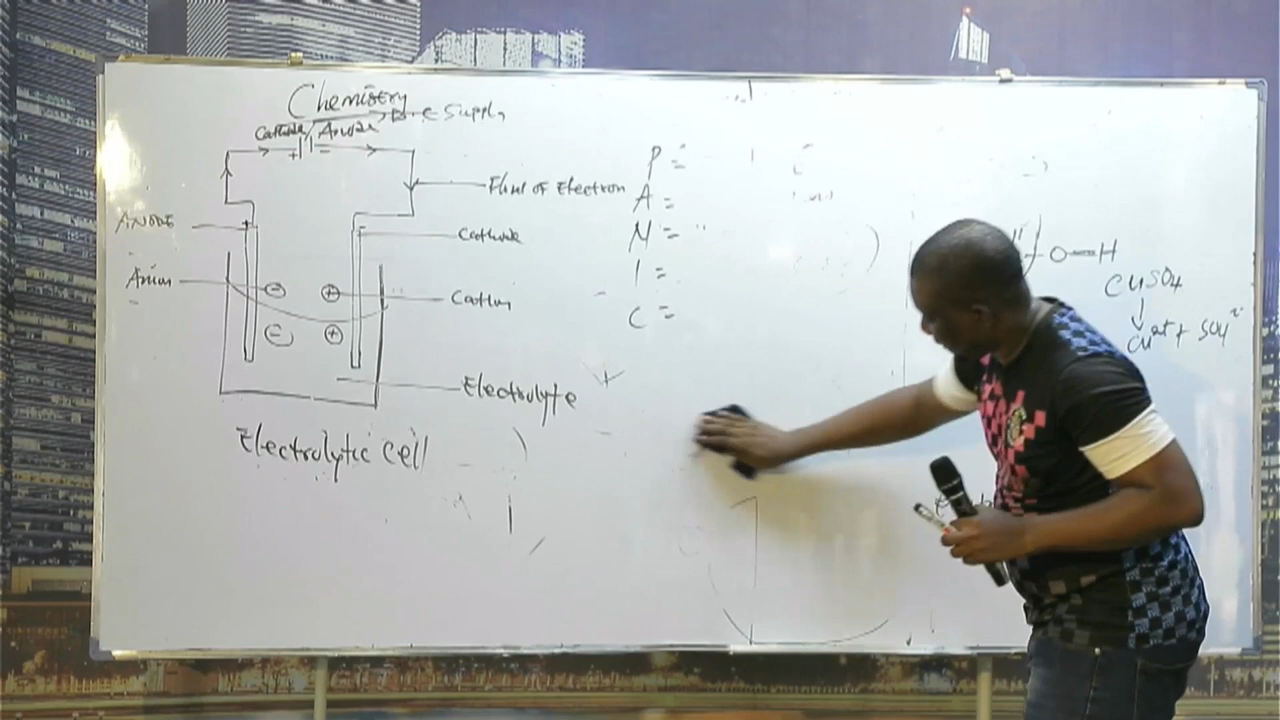 Chemistry
Supply
Cathode / Anode
+ -
Flow of Electron
ANODE
Cathode
Anion
- +
Cation
- +
Electrolyte
Electrolytic cell
P =
A =
N =
I =
C =
O—H
CuSO4
↓
Cu2+ + SO4 2-